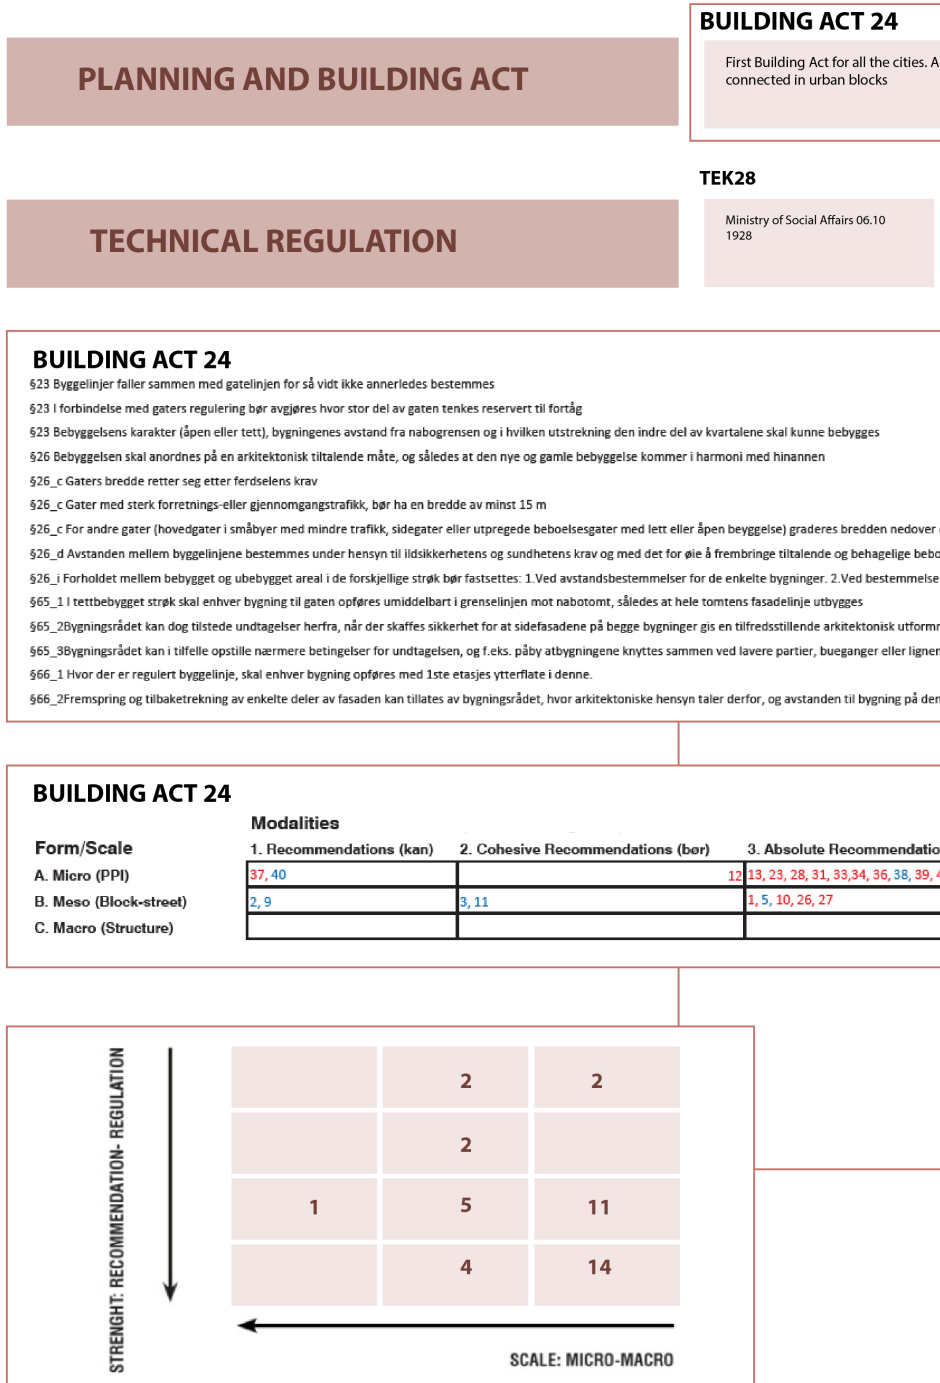 PLANNING AND BUILDING ACT
BUILDING ACT 24
First Building Act for all the cities. A
connected in urban blocks
TECHNICAL REGULATION
TEK28
Ministry of Social Affairs 06.10
1928
BUILDING ACT 24
§23 Byggelinjer faller sammen med gatelinjen for så vidt ikke annerledes bestemmes
§23 I forbindelse med gaters regulering bør avgjøres hvor stor del av gaten tenkes reservert til fortåg
§23 Bebyggelsens karakter (åpen eller tett), bygningenes avstand fra nabogrensen og i hvilken utstrekning den indre del av kvartalene skal kunne bebygges
§26 Bebyggelsen skal anordnes på en arkitektonisk tiltalende måte, og således at den nye og gamle bebyggelse kommer i harmoni med hinannen
§26_c Gaters bredde retter seg etter ferdselens krav
§26_c Gater med sterk forretnings-eller gjennomgangstrafikk, bør ha en bredde av minst 15 m
§26_c For andre gater (hovedgater i småbyer med mindre trafikk, sidegater eller utpregede beboelsesgater med lett eller åpen beyggelse) graderes bredden nedover
§26_d Avstanden mellem byggelinjene bestemmes under hensyn til ildsikkerhetens og sundhetens krav og med det for øie å frembringe tiltalende og behagelige bebo
§26_i Forholdet mellem bebygget og ubebygget areal i de forskjellige strøk bør fastsettes: 1.Ved avstandsbestemmelser for de enkelte bygninger. 2.Ved bestemmelse
§65_1 I tettbebygget strøk skal enhver bygning til gaten opføres umiddelbart i grenselinjen mot nabotomt, således at hele tomtens fasadelinje utbygges
§65_2Bygningsrådet kan dog tilstede undtagelser herfra, når der skaffes sikkerhet for at sidefasadene på begge bygninger gis en tilfredsstillende arkitektonisk utformn
§65_3Bygningsrådet kan i tilfelle opstille nærmere betingelser for undtagelsen, og f.eks. påby atbygningene knyttes sammen ved lavere partier, bueganger eller lignen
§66_1 Hvor der er regulert byggelinje, skal enhver bygning opføres med 1ste etasjes ytterflate i denne.
§66_2Fremspring og tilbaketrekning av enkelte deler av fasaden kan tillates av bygningsrådet, hvor arkitektoniske hensyn taler derfor, og avstanden til bygning på den
BUILDING ACT 24
Modalities
Form/Scale 1. Recommendations (kan) 2. Cohesive Recommendations (bør) 3. Absolute Recommendatio
A. Micro (PPI) 37, 40 12 13, 23, 28, 31, 33,34, 36, 38, 39, 4
B. Meso (Block-street) 2, 9 3, 11 1, 5, 10, 26, 27
C. Macro (Structure)
STRENGHT: RECOMMENDATION- REGULATION
2 2
2
1 5 11
4 14
SCALE: MICRO-MACRO